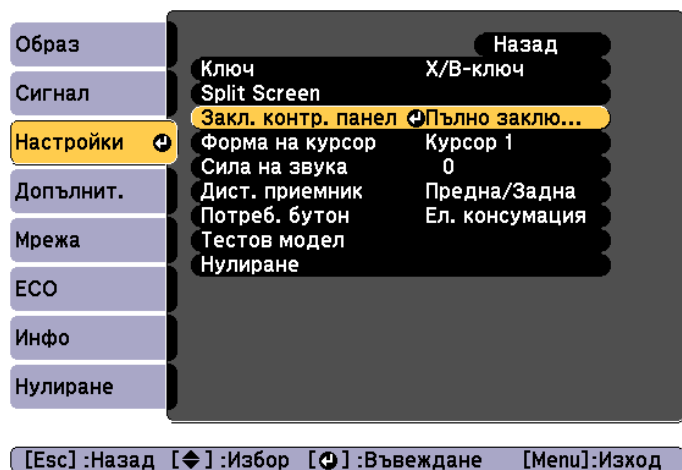 Образ
Сигнал
Настройки
Допълнит.
Мрежа
ECO
Инфо
Нулиране
Назад
Ключ Х/В-ключ
Split Screen
Закл. контр. панел Пълно заклю...
Форма на курсор Курсор 1
Сила на звука 0
Дист. приемник Предна/Задна
Потреб. бутон Ел. консумация
Тестов модел
Нулиране
[Esc] :Назад [◆] :Избор [⏎] :Въвеждане [Menu]:Изход